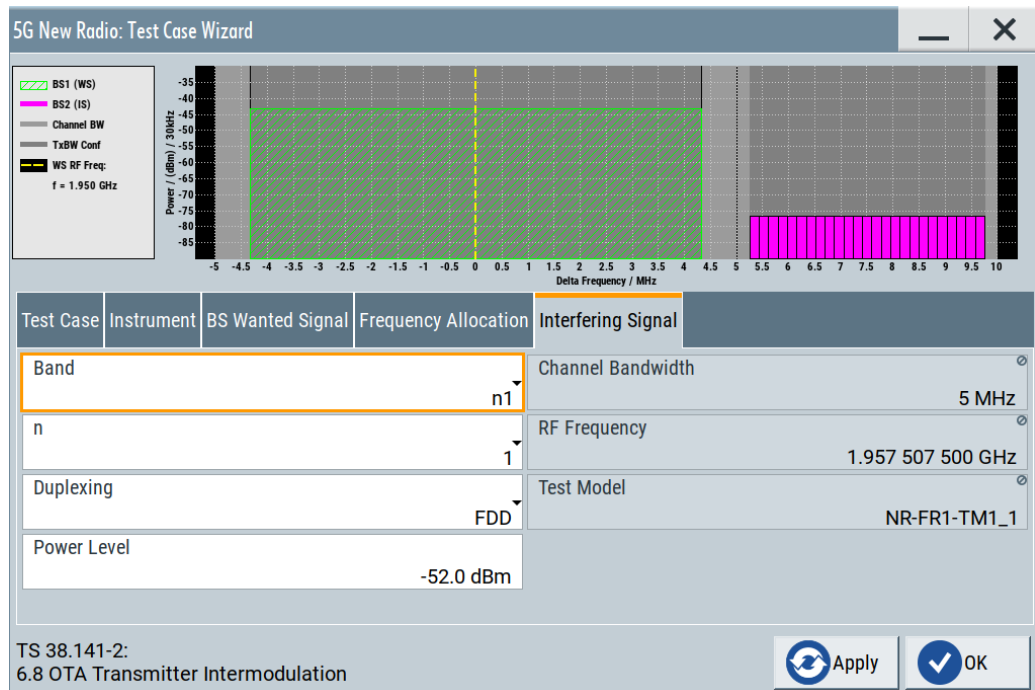 5G New Radio: Test Case Wizard
BS1 (WS)
BS2 (IS)
Channel BW
TxBW Conf
WS RF Freq:
f = 1.950 GHz
Power / (dBm) / 30kHz
-35
-40
-45
-50
-55
-60
-65
-70
-75
-80
-85
-5 -4.5 -4 -3.5 -3 -2.5 -2 -1.5 -1 -0.5 0 0.5 1 1.5 2 2.5 3 3.5 4 4.5 5 5.5 6 6.5 7 7.5 8 8.5 9 9.5 10
Delta Frequency / MHz
Test Case Instrument BS Wanted Signal Frequency Allocation Interfering Signal
Band
n1
Channel Bandwidth
5 MHz
n
1
RF Frequency
1.957 507 500 GHz
Duplexing
FDD
Test Model
NR-FR1-TM1_1
Power Level
-52.0 dBm
TS 38.141-2:
6.8 OTA Transmitter Intermodulation
Apply
OK